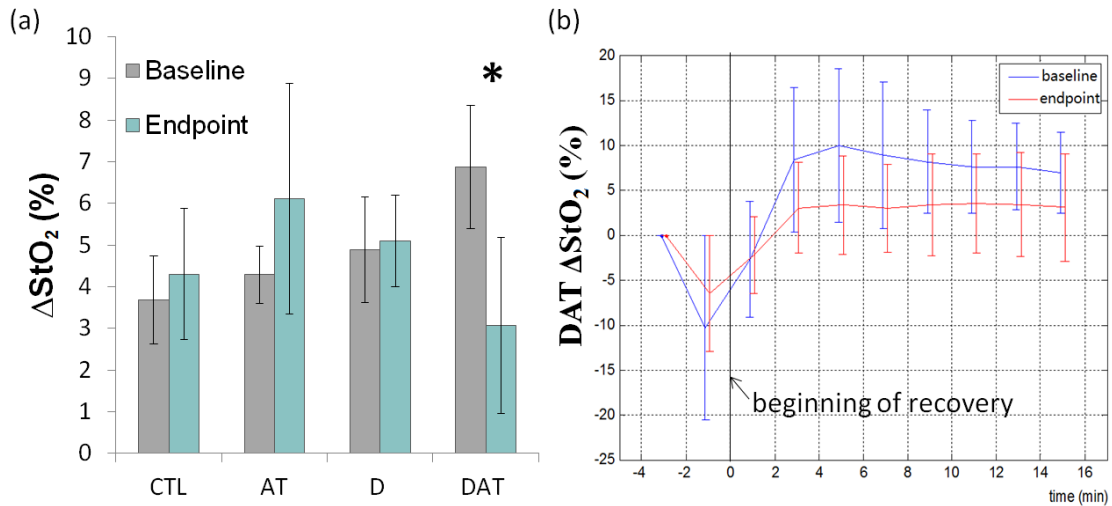 (a)
10
9
8
7
6
5
4
3
2
1
0
ΔStO₂ (%)
Baseline
Endpoint
*
CTL AT D DAT
(b)
20
15
10
5
0
-5
-10
-15
-20
-25
DAT ΔStO₂ (%)
baseline
endpoint
beginning of recovery
-4 -2 0 2 4 6 8 10 12 14 16
time (min)